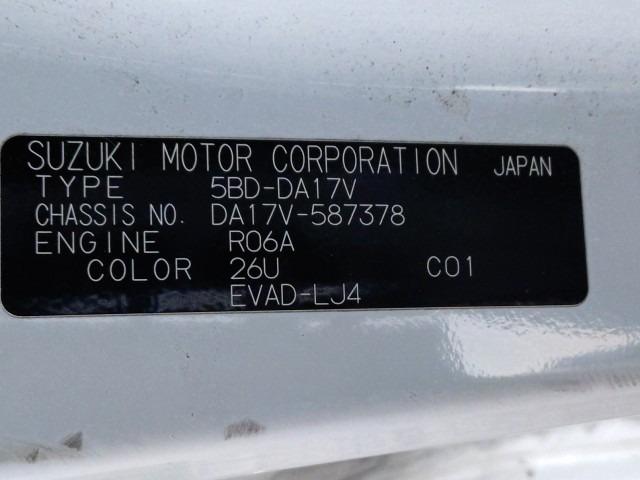 SUZUKI MOTOR CORPORATION JAPAN
TYPE 5BD-DA17V
CHASSIS NO. DA17V-587378
ENGINE R06A
COLOR 26U C01
EVAD-LJ4